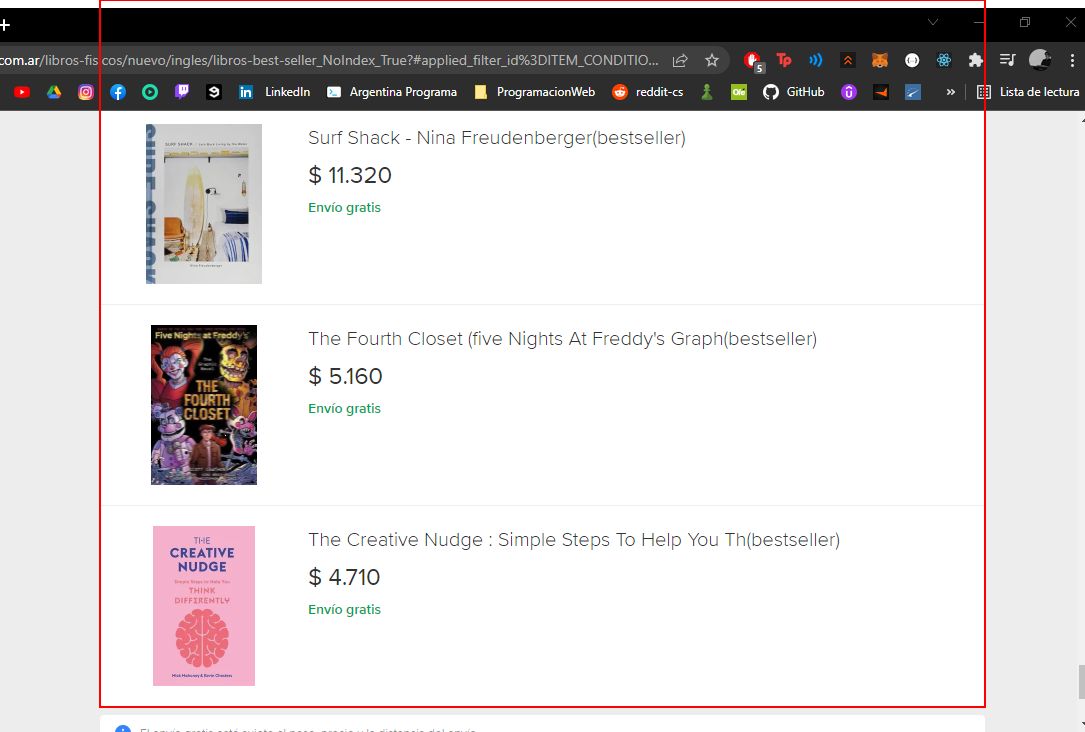 com.ar/libros-fisicos/nuevo/ingles/libros-best-seller_NoIndex_True?#applied_filter_id%3DITEM_CONDITIO...
5
Tp
LinkedIn
Argentina Programa
ProgramacionWeb
reddit-cs
GitHub
»
Lista de lectura
SURF SHACK
Nina Freudenberger
Surf Shack - Nina Freudenberger(bestseller)
$ 11.320
Envío gratis
Five Nights at Freddy's
THE
FOURTH
CLOSET
The Fourth Closet (five Nights At Freddy's Graph(bestseller)
$ 5.160
Envío gratis
THE
CREATIVE
NUDGE
Simple Steps to Help You
THINK
DIFFERENTLY
The Creative Nudge : Simple Steps To Help You Th(bestseller)
$ 4.710
Envío gratis